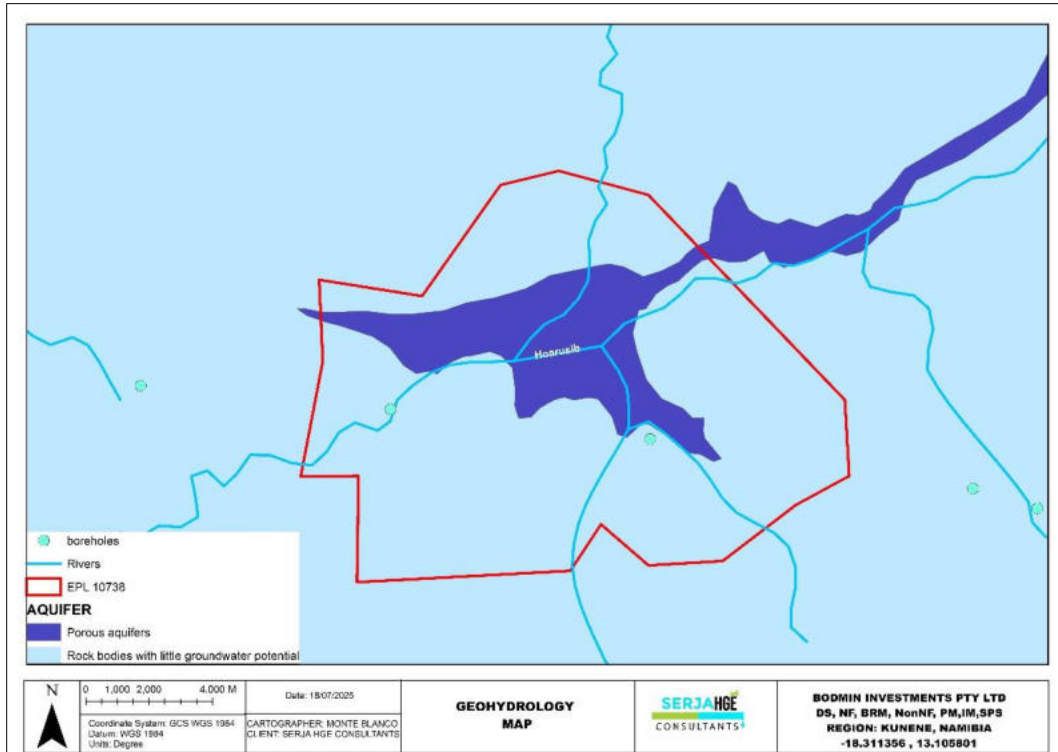 Hoarusib
boreholes
Rivers
EPL 10738
AQUIFER
Porous aquifers
Rock bodies with little groundwater potential
N
0 1,000 2,000 4,000 M
Coordinate System: GCS WGS 1984
Datum: WGS 1984
Units: Degree
Date: 18/07/2025
CARTOGRAPHER: MONTE BLANCO
CLIENT: SERJA HGE CONSULTANTS
GEOHYDROLOGY
MAP
SERJAHGE
CONSULTANTS
BODMIN INVESTMENTS PTY LTD
DS, NF, BRM, NonNF, PM,IM,SPS
REGION: KUNENE, NAMIBIA
-18.311356 , 13.105801